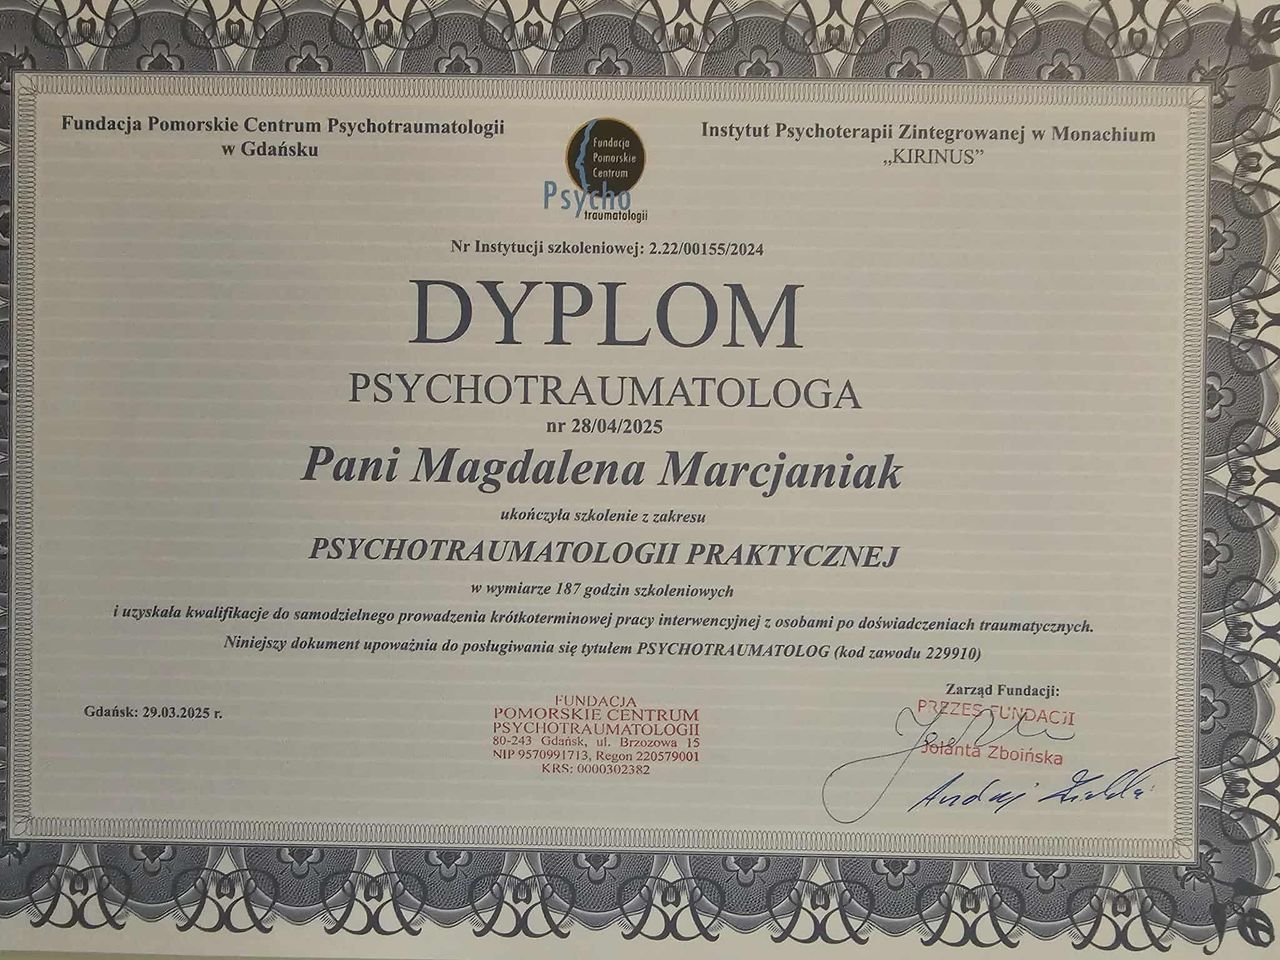 Fundacja Pomorskie Centrum Psychotraumatologii
w Gdańsku
Fundacja
Pomorskie
Centrum
Psycho
traumatologii
Instytut Psychoterapii Zintegrowanej w Monachium
„KIRINUS”
Nr Instytucji szkoleniowej: 2.22/00155/2024
DYPLOM
PSYCHOTRAUMATOLOGA
nr 28/04/2025
Pani Magdalena Marcjaniak
ukończyła szkolenie z zakresu
PSYCHOTRAUMATOLOGII PRAKTYCZNEJ
w wymiarze 187 godzin szkoleniowych
i uzyskała kwalifikacje do samodzielnego prowadzenia krótkoterminowej pracy interwencyjnej z osobami po doświadczeniach traumatycznych.
Niniejszy dokument upoważnia do posługiwania się tytułem PSYCHOTRAUMATOLOG (kod zawodu 229910)
Gdańsk: 29.03.2025 r.
FUNDACJA
POMORSKIE CENTRUM
PSYCHOTRAUMATOLOGII
80-243 Gdańsk, ul. Brzozowa 15
NIP 9570991713, Regon 220579001
KRS: 0000302382
Zarząd Fundacji:
PREZES FUNDACJI
Jolanta Zboińska
Andrzej